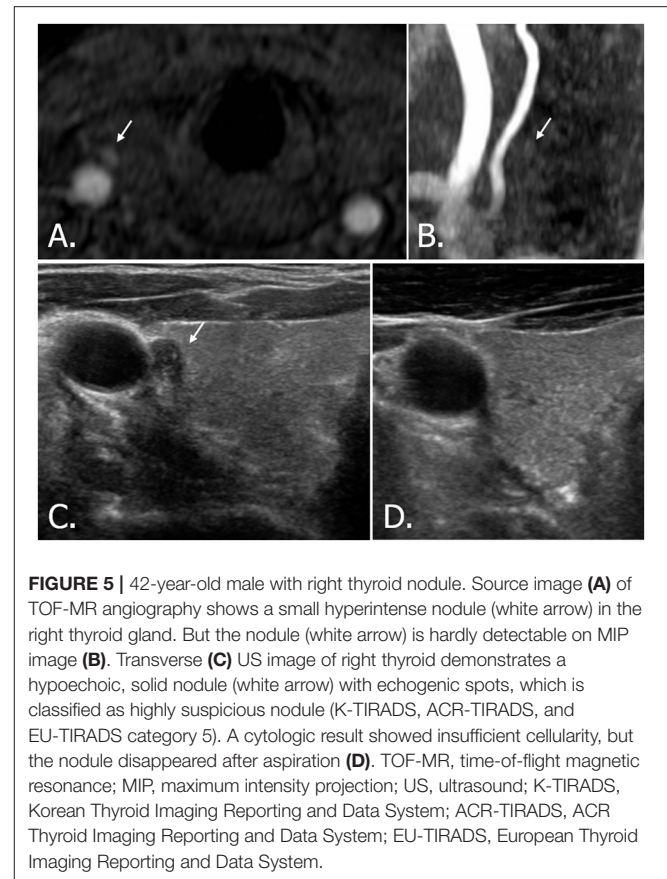 A.
B.
C.
D.
FIGURE 5 | 42-year-old male with right thyroid nodule. Source image (A) of
TOF-MR angiography shows a small hyperintense nodule (white arrow) in the
right thyroid gland. But the nodule (white arrow) is hardly detectable on MIP
image (B). Transverse (C) US image of right thyroid demonstrates a
hypoechoic, solid nodule (white arrow) with echogenic spots, which is
classified as highly suspicious nodule (K-TIRADS, ACR-TIRADS, and
EU-TIRADS category 5). A cytologic result showed insufficient cellularity, but
the nodule disappeared after aspiration (D). TOF-MR, time-of-flight magnetic
resonance; MIP, maximum intensity projection; US, ultrasound; K-TIRADS,
Korean Thyroid Imaging Reporting and Data System; ACR-TIRADS, ACR
Thyroid Imaging Reporting and Data System; EU-TIRADS, European Thyroid
Imaging Reporting and Data System.